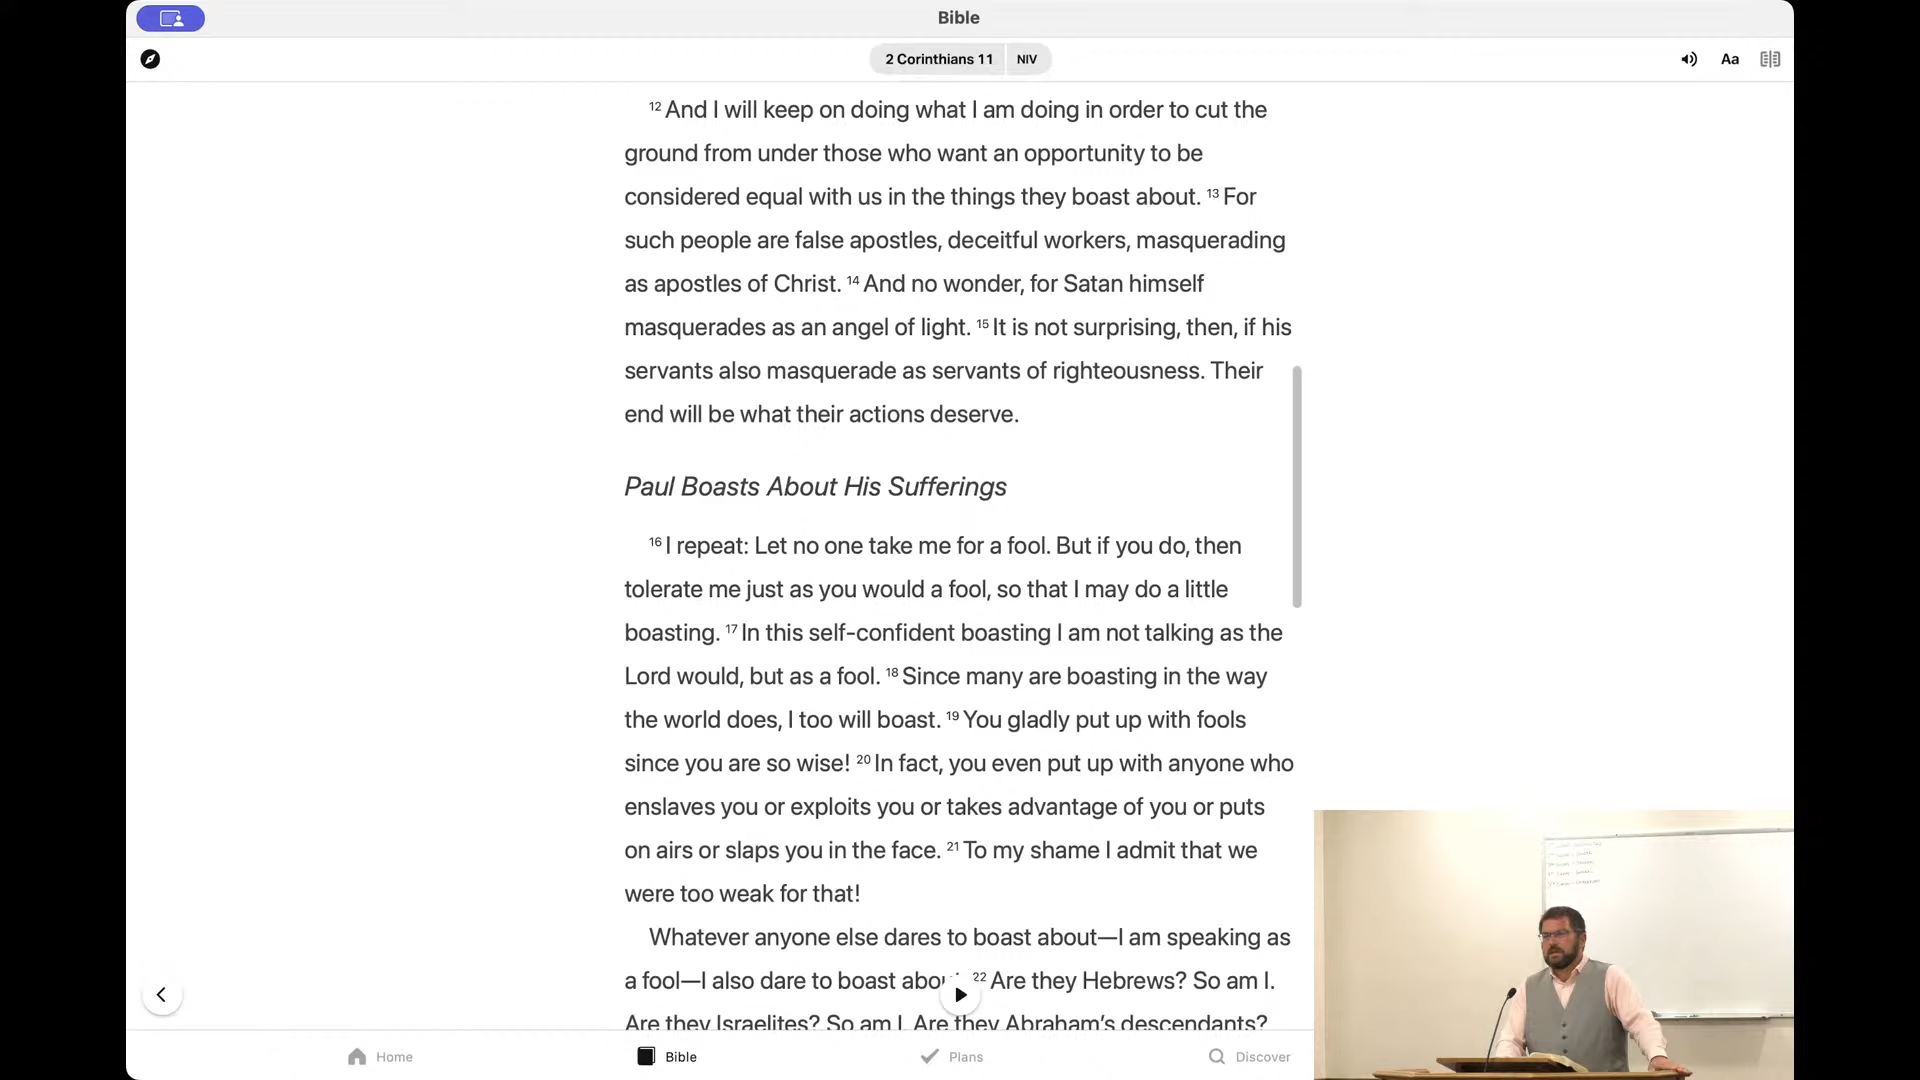 Bible
2 Corinthians 11 NIV
Aa
12 And I will keep on doing what I am doing in order to cut the
ground from under those who want an opportunity to be
considered equal with us in the things they boast about. 13 For
such people are false apostles, deceitful workers, masquerading
as apostles of Christ. 14 And no wonder, for Satan himself
masquerades as an angel of light. 15 It is not surprising, then, if his
servants also masquerade as servants of righteousness. Their
end will be what their actions deserve.
Paul Boasts About His Sufferings
16 I repeat: Let no one take me for a fool. But if you do, then
tolerate me just as you would a fool, so that I may do a little
boasting. 17 In this self-confident boasting I am not talking as the
Lord would, but as a fool. 18 Since many are boasting in the way
the world does, I too will boast. 19 You gladly put up with fools
since you are so wise! 20 In fact, you even put up with anyone who
enslaves you or exploits you or takes advantage of you or puts
on airs or slaps you in the face. 21 To my shame I admit that we
were too weak for that!
Whatever anyone else dares to boast about—I am speaking as
a fool—I also dare to boast 22 Are they Hebrews? So am I.
Are they Israelites? So am I. Are they Abraham's descendants?
Home Bible Plans Discover